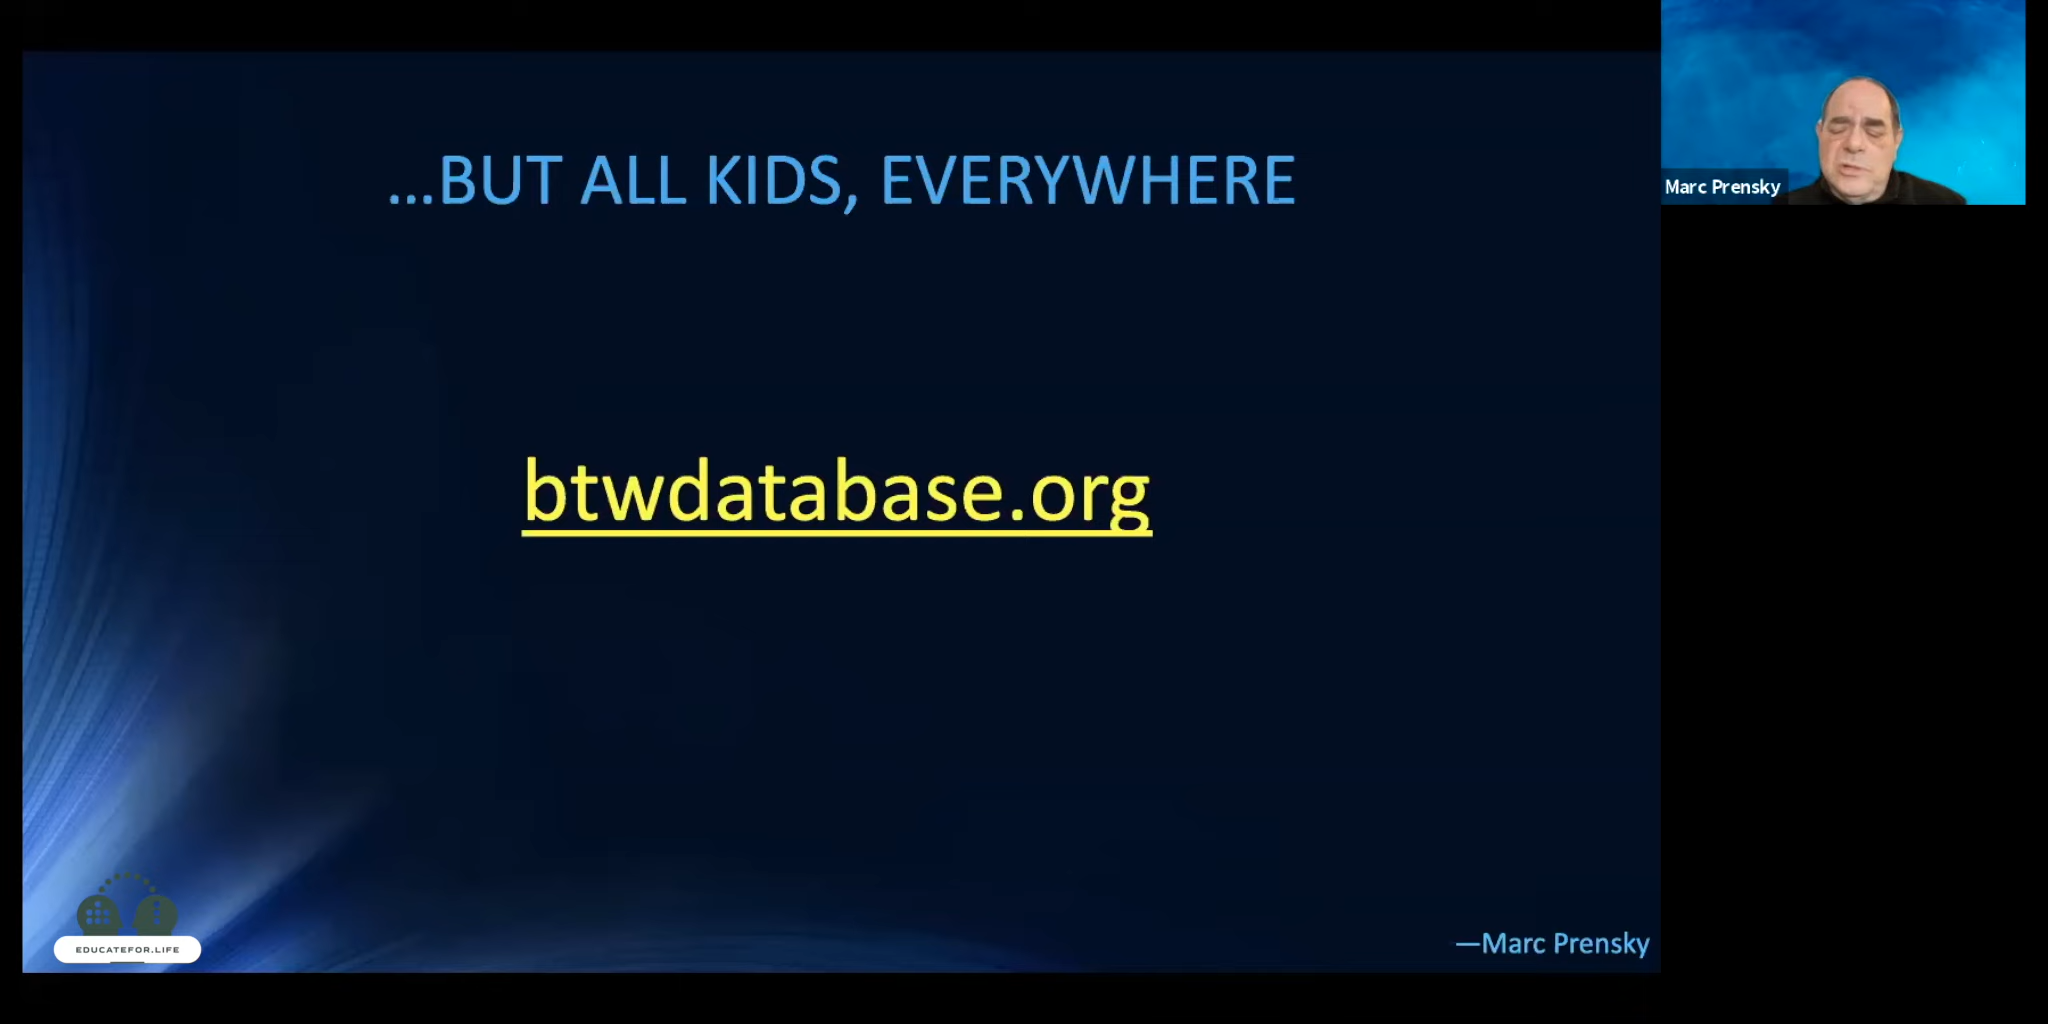 ...BUT ALL KIDS, EVERYWHERE
Marc Prensky
btwdatabase.org
EDUCATEFOR.LIFE
—Marc Prensky